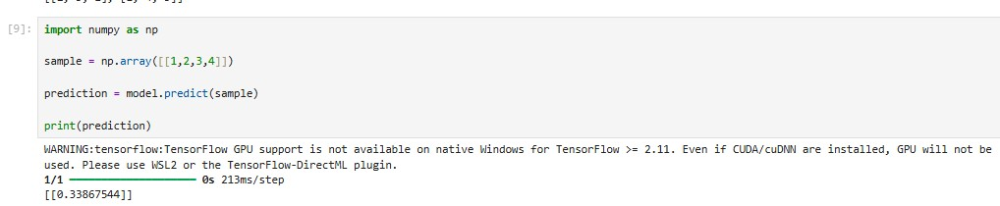 [9]: import numpy as np
sample = np.array([[1,2,3,4]])
prediction = model.predict(sample)
print(prediction)
WARNING:tensorflow:TensorFlow GPU support is not available on native Windows for TensorFlow >= 2.11. Even if CUDA/cuDNN are installed, GPU will not be
used. Please use WSL2 or the TensorFlow-DirectML plugin.
1/1 ━━━━━━━━━━━━━━━━━━━━ 0s 213ms/step
[[0.33867544]]